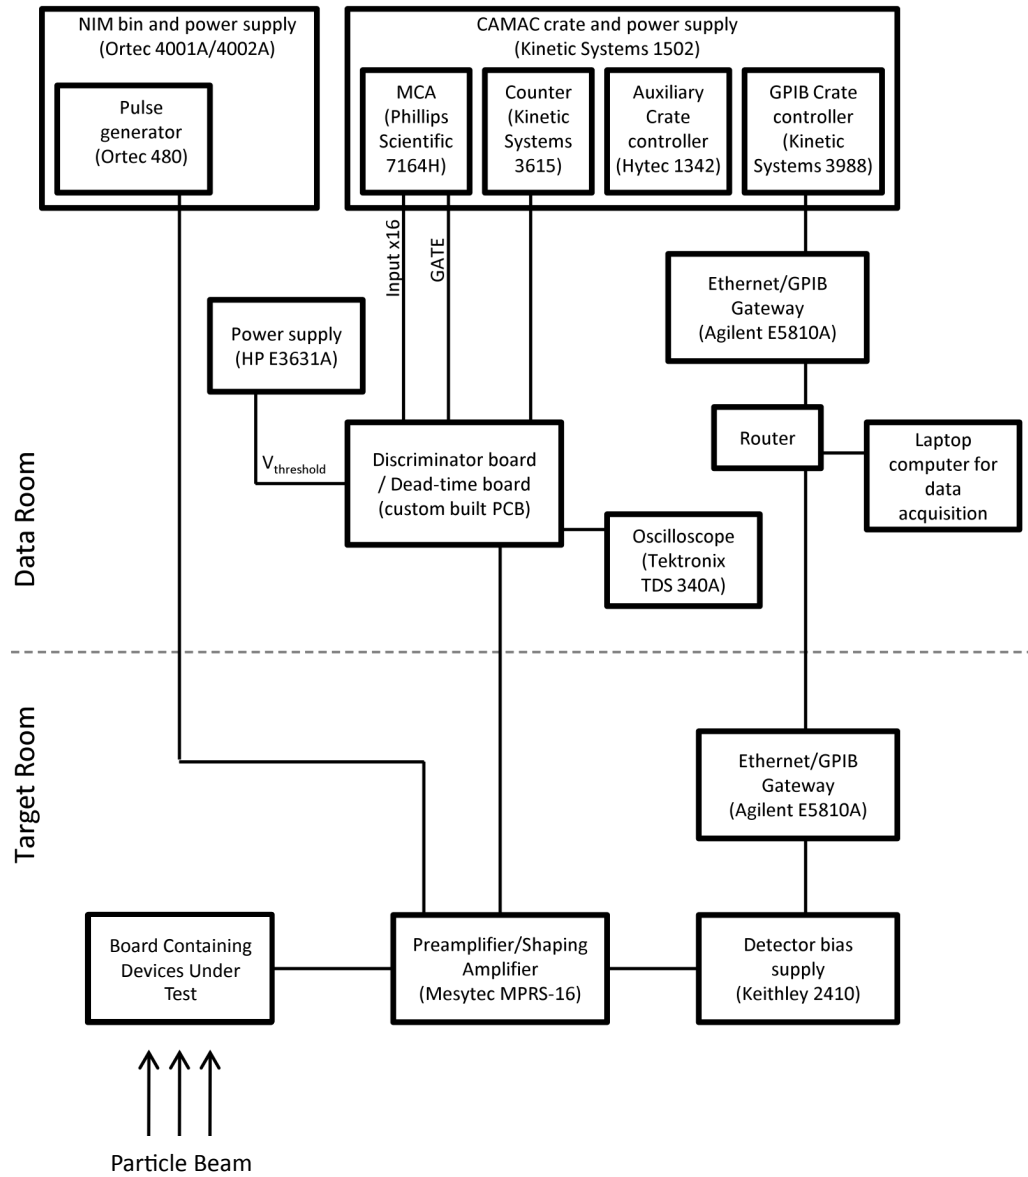 NIM bin and power supply
(Ortec 4001A/4002A)
Pulse
generator
(Ortec 480)
CAMAC crate and power supply
(Kinetic Systems 1502)
MCA
(Phillips
Scientific
7164H)
Counter
(Kinetic
Systems
3615)
Auxiliary
Crate
controller
(Hytec 1342)
GPIB Crate
controller
(Kinetic
Systems 3988)
Input x16
GATE
Ethernet/GPIB
Gateway
(Agilent E5810A)
Power supply
(HP E3631A)
Vthreshold
Discriminator board
/ Dead-time board
(custom built PCB)
Router
Laptop
computer for
data
acquisition
Oscilloscope
(Tektronix
TDS 340A)
Data Room
Target Room
Ethernet/GPIB
Gateway
(Agilent E5810A)
Board Containing
Devices Under
Test
Preamplifier/Shaping
Amplifier
(Mesytec MPRS-16)
Detector bias
supply
(Keithley 2410)
Particle Beam